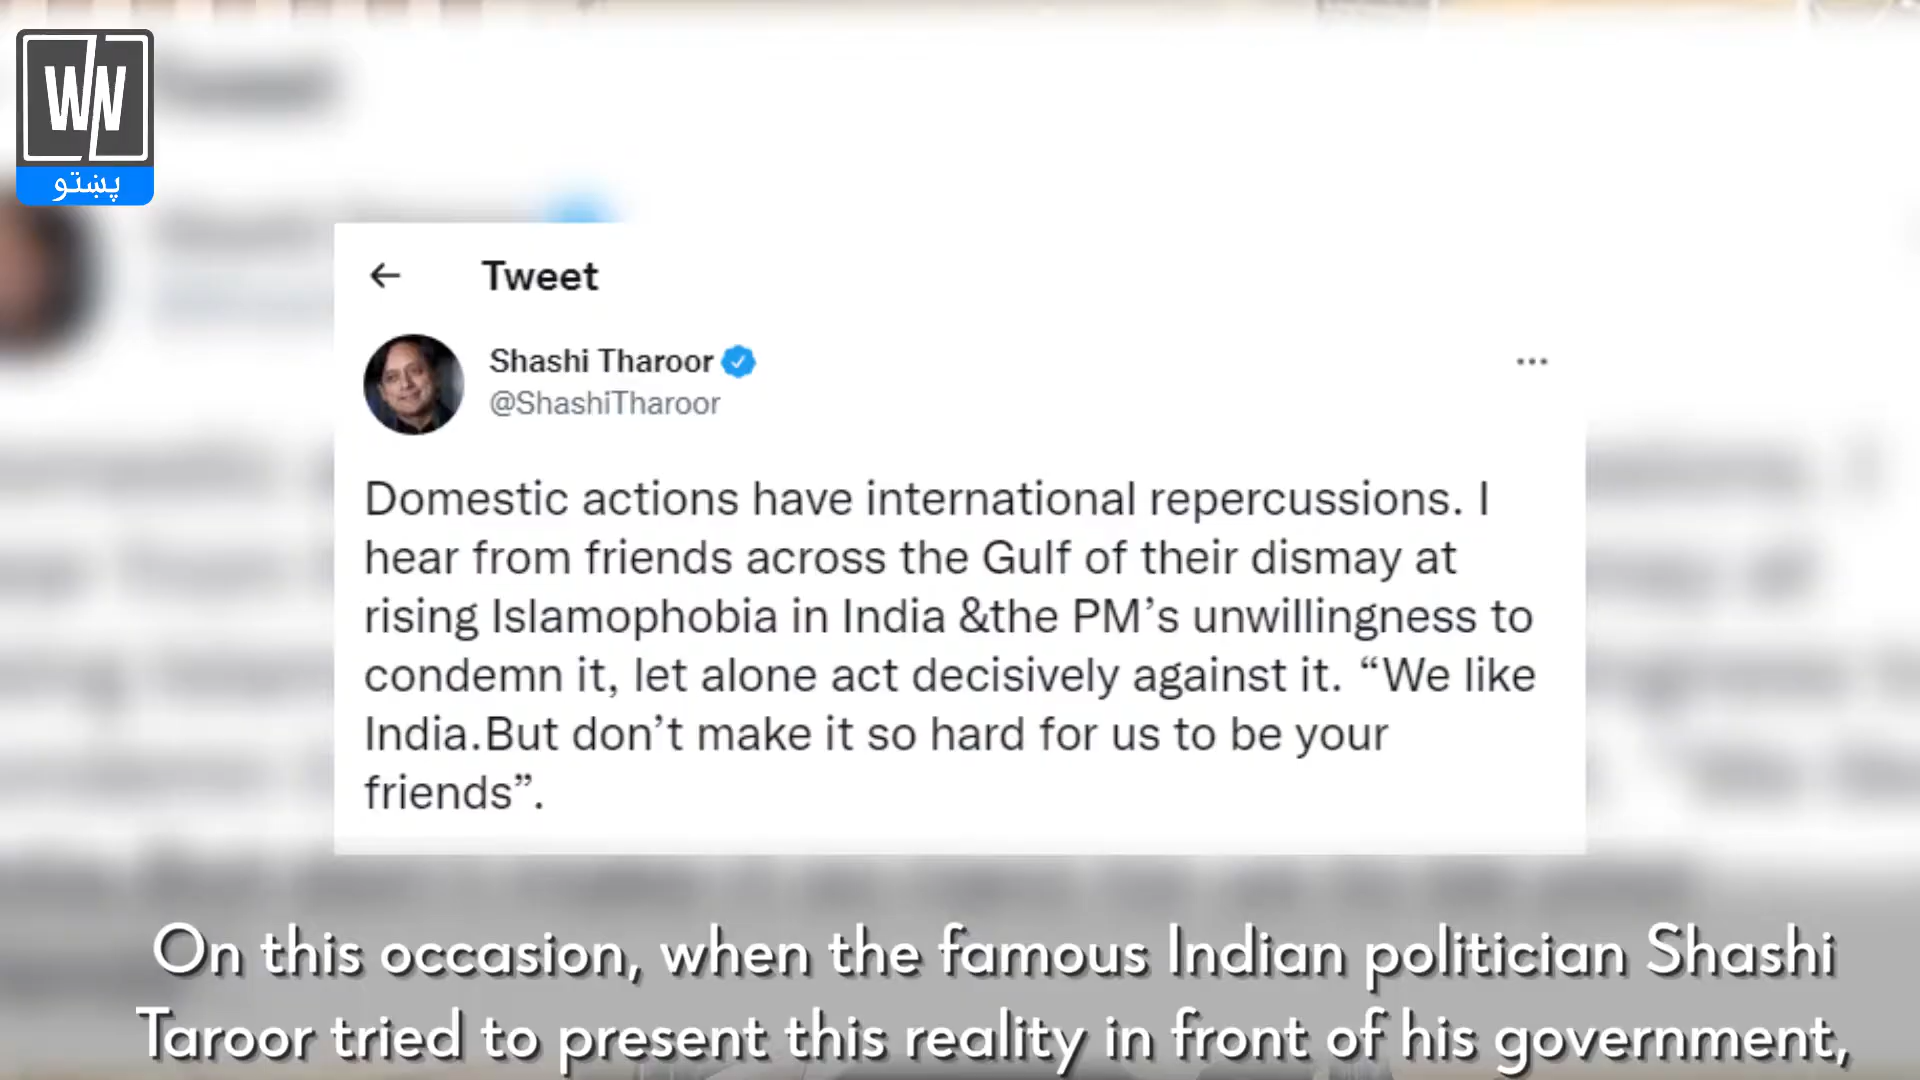 WN
پښتو
Tweet
Shashi Tharoor
@ShashiTharoor
Domestic actions have international repercussions. I
hear from friends across the Gulf of their dismay at
rising Islamophobia in India &the PM’s unwillingness to
condemn it, let alone act decisively against it. “We like
India.But don’t make it so hard for us to be your
friends”.
On this occasion, when the famous Indian politician Shashi
Taroor tried to present this reality in front of his government,